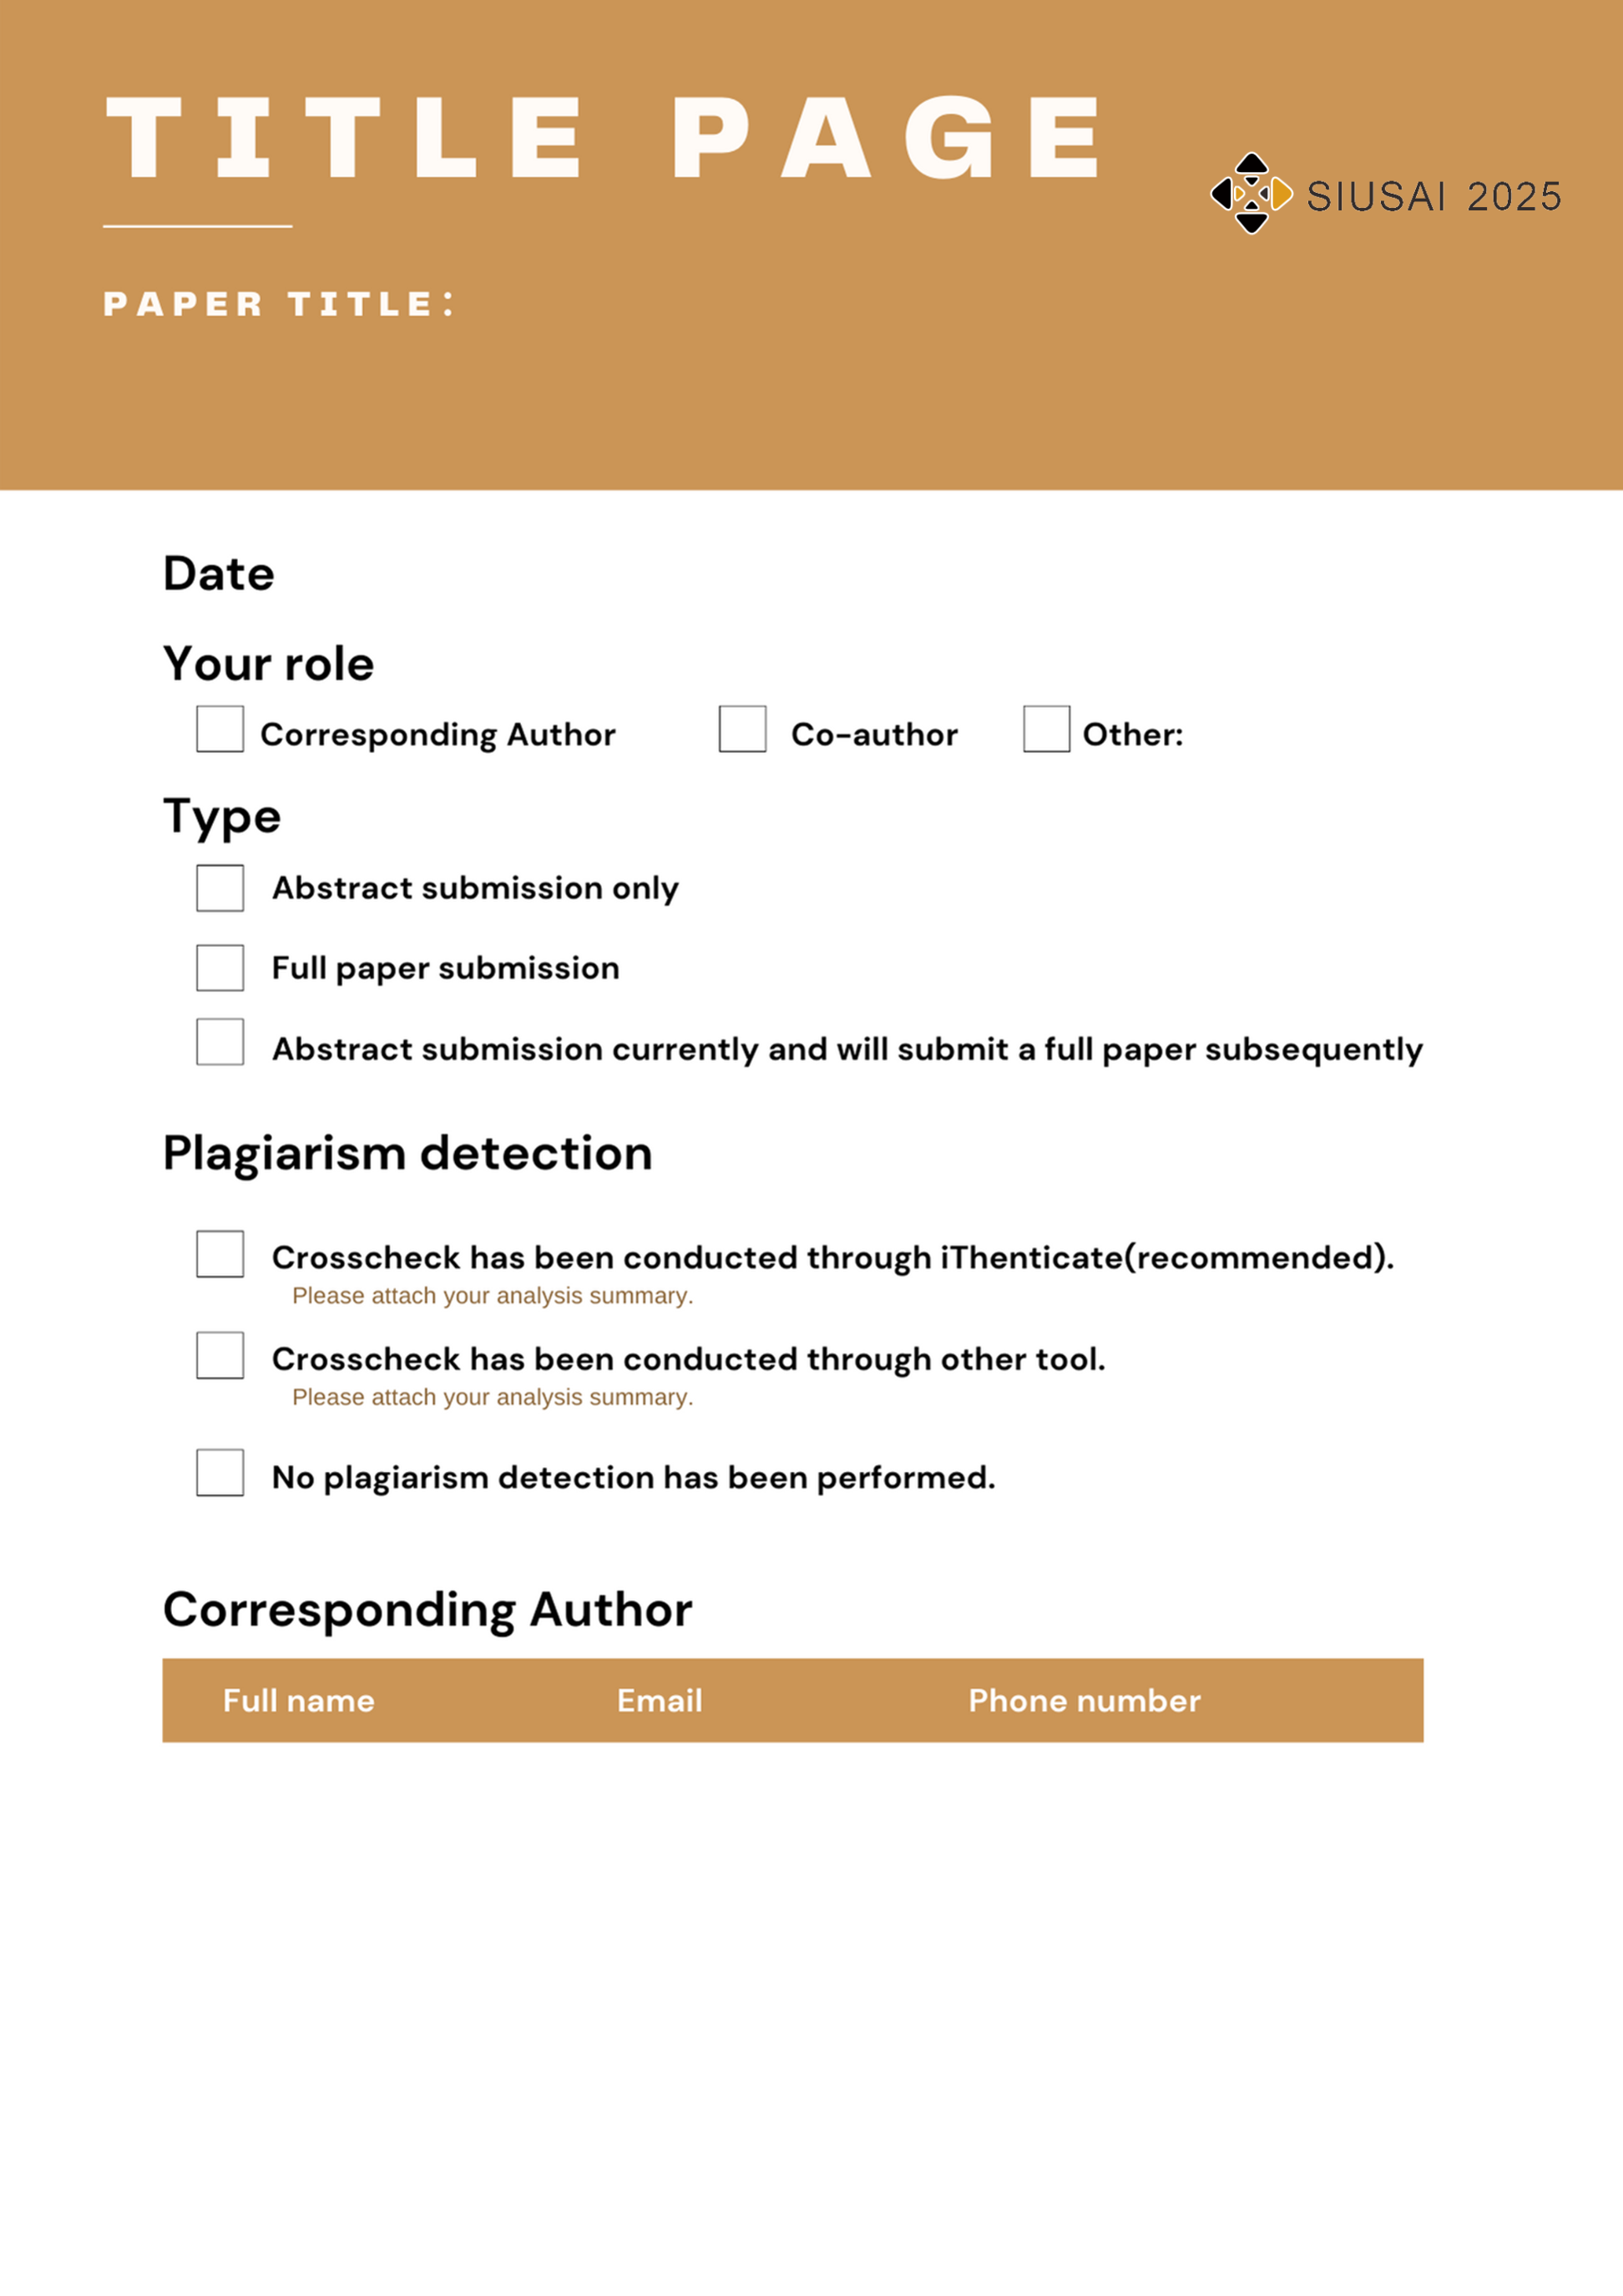 TITLE PAGE
SIUSAI 2025
PAPER TITLE:
Date
Your role
Corresponding Author Co-author Other:
Type
Abstract submission only
Full paper submission
Abstract submission currently and will submit a full paper subsequently
Plagiarism detection
Crosscheck has been conducted through iThenticate(recommended).
Please attach your analysis summary.
Crosscheck has been conducted through other tool.
Please attach your analysis summary.
No plagiarism detection has been performed.
Corresponding Author
Full name Email Phone number